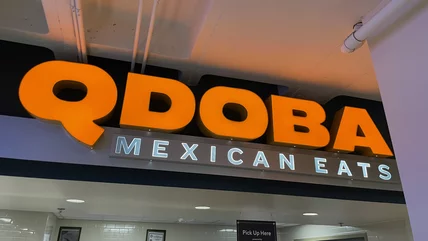 QDOBA
MEXICAN EATS
Pick Up Here